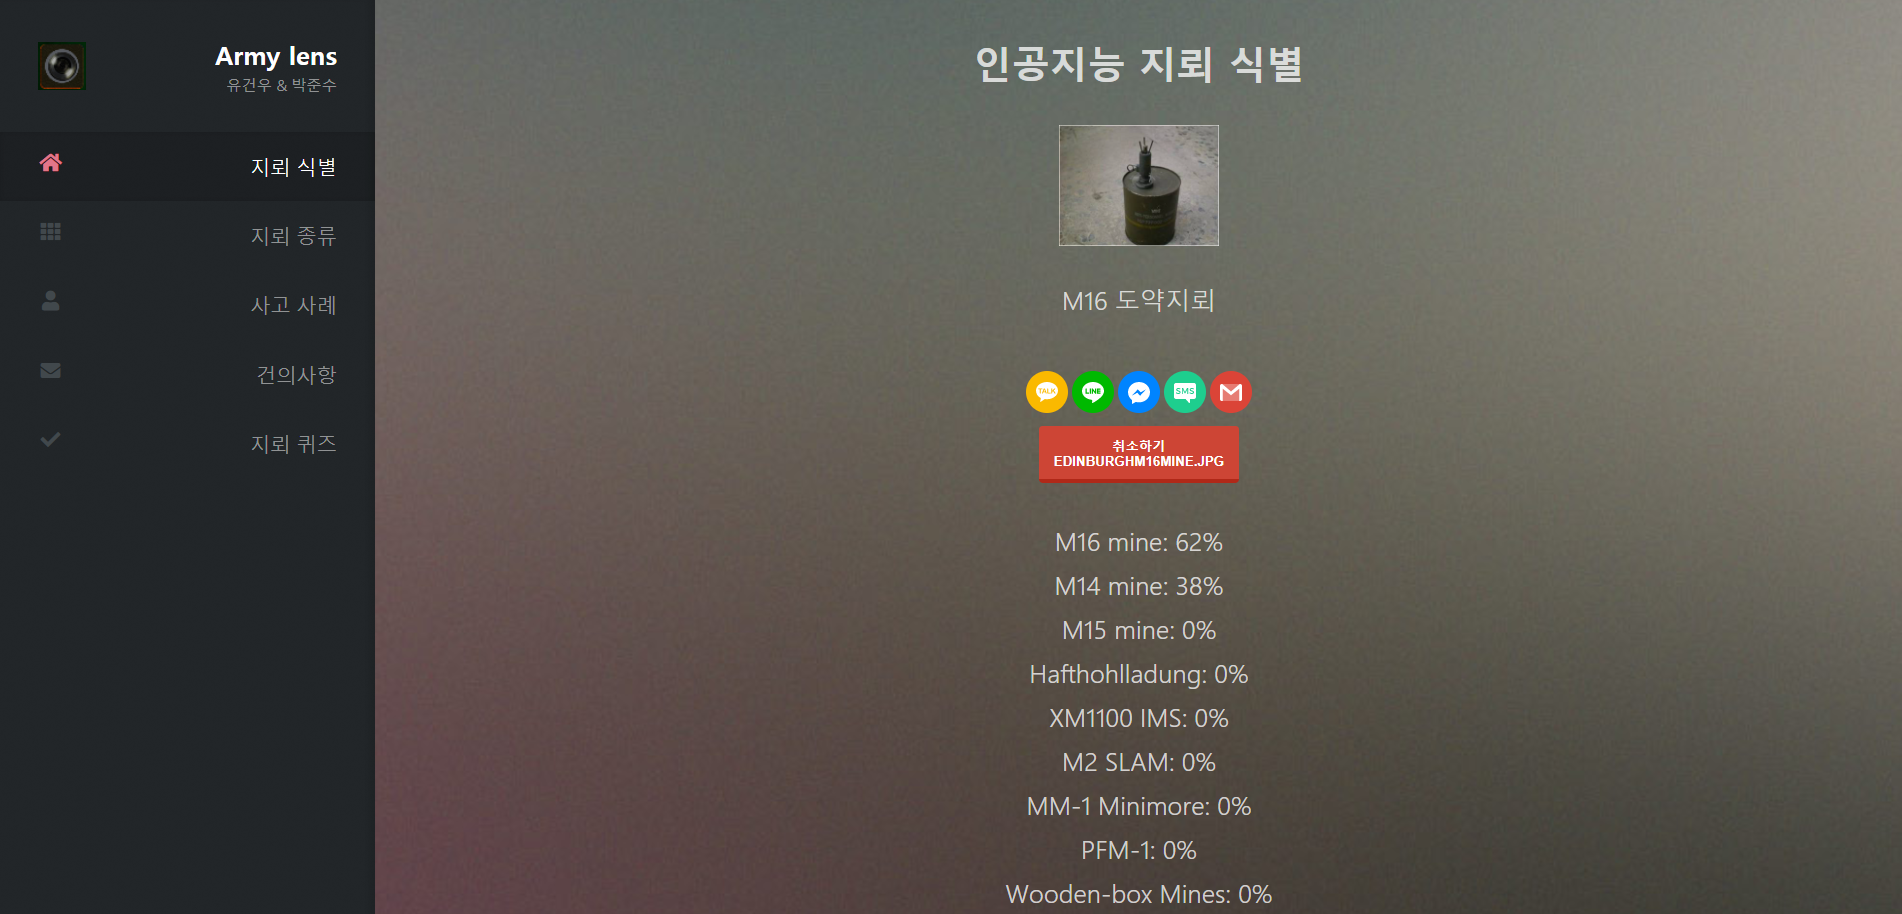 Army lens
유건우 & 박준수
지뢰 식별
지뢰 종류
사고 사례
건의사항
지뢰 퀴즈
인공지능 지뢰 식별
M16 도약지뢰
TALK
LINE
SMS
취소하기
EDINBURGHM16MINE.JPG
M16 mine: 62%
M14 mine: 38%
M15 mine: 0%
Hafthohlladung: 0%
XM1100 IMS: 0%
M2 SLAM: 0%
MM-1 Minimore: 0%
PFM-1: 0%
Wooden-box Mines: 0%